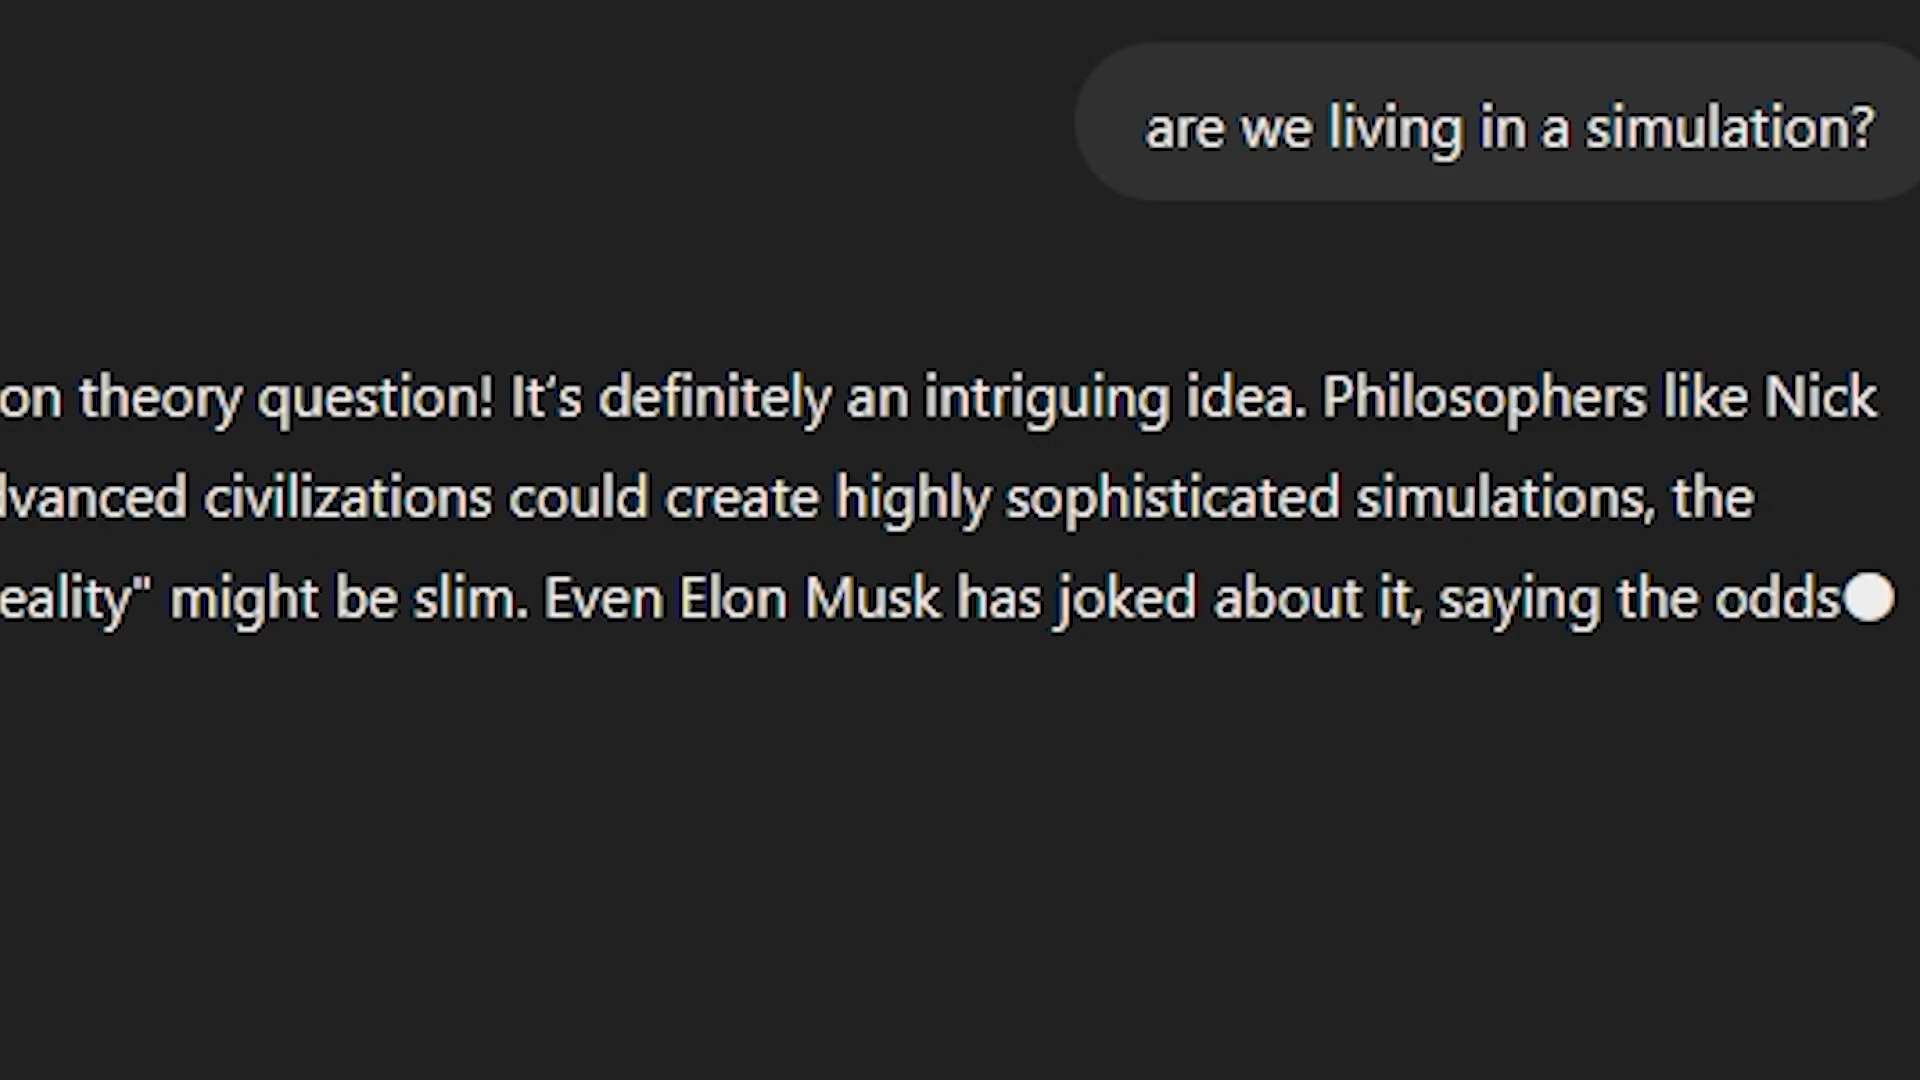 are we living in a simulation?
on theory question! It's definitely an intriguing idea. Philosophers like Nick
dvanced civilizations could create highly sophisticated simulations, the
eality" might be slim. Even Elon Musk has joked about it, saying the odds